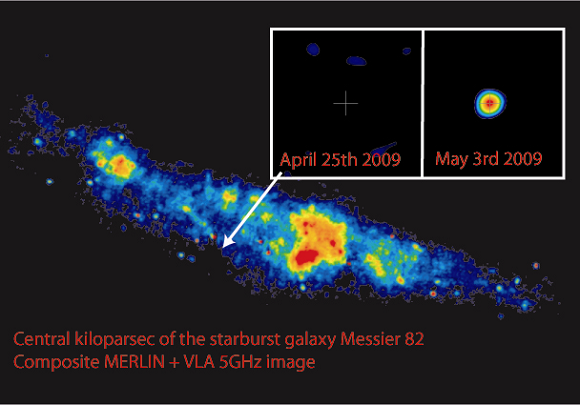 April 25th 2009
May 3rd 2009
Central kiloparsec of the starburst galaxy Messier 82
Composite MERLIN + VLA 5GHz image